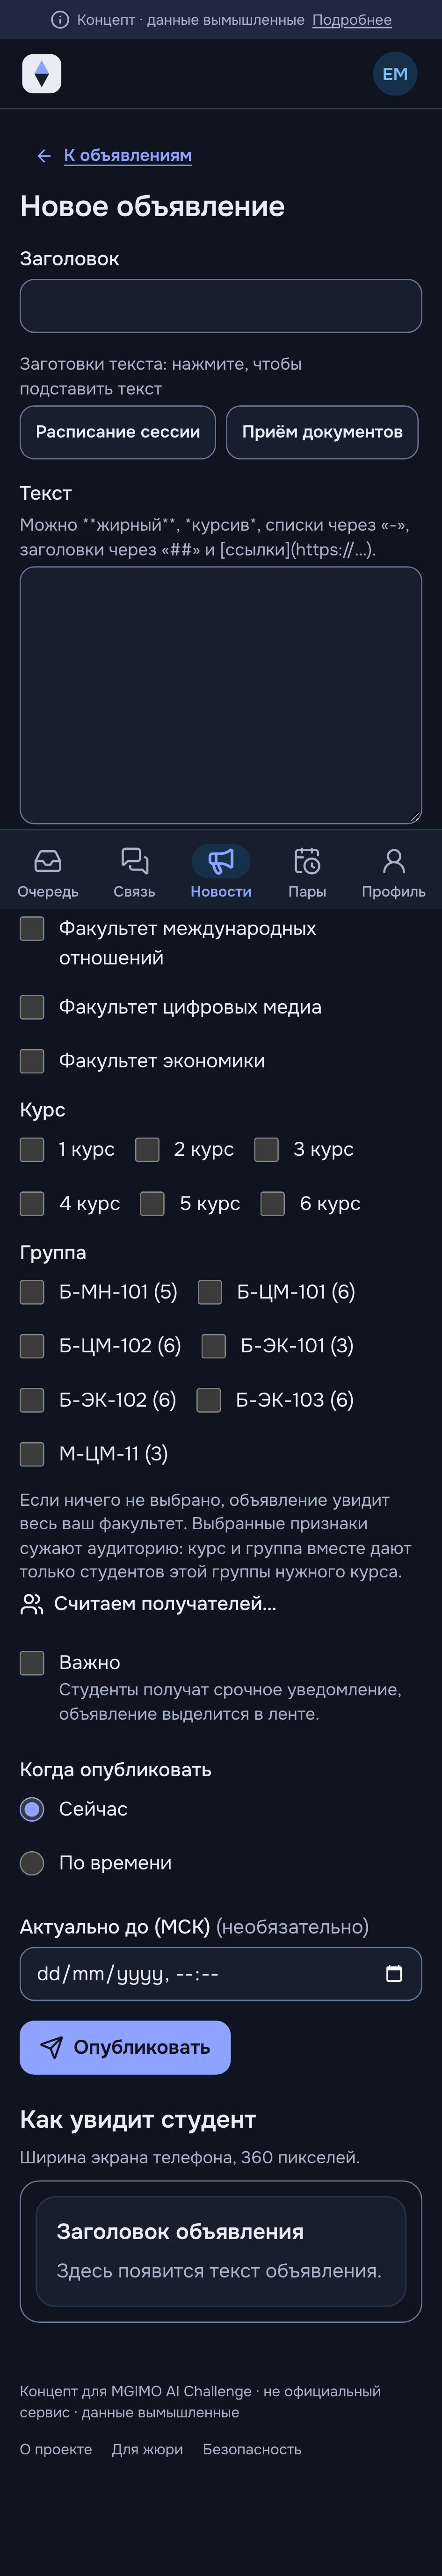 Концепт · данные вымышленные Подробнее
ЕМ
К объявлениям
Новое объявление
Заголовок
Заготовки текста: нажмите, чтобы
подставить текст
Расписание сессии
Приём документов
Текст
Можно **жирный**, *курсив*, списки через «-»,
заголовки через «##» и [ссылки](https://...).
Очередь
Связь
Новости
Пары
Профиль
Факультет международных
отношений
Факультет цифровых медиа
Факультет экономики
Курс
1 курс
2 курс
3 курс
4 курс
5 курс
6 курс
Группа
Б-МН-101 (5)
Б-ЦМ-101 (6)
Б-ЦМ-102 (6)
Б-ЭК-101 (3)
Б-ЭК-102 (6)
Б-ЭК-103 (6)
М-ЦМ-11 (3)
Если ничего не выбрано, объявление увидит
весь ваш факультет. Выбранные признаки
сужают аудиторию: курс и группа вместе дают
только студентов этой группы нужного курса.
Считаем получателей...
Важно
Студенты получат срочное уведомление,
объявление выделится в ленте.
Когда опубликовать
Сейчас
По времени
Актуально до (МСК) (необязательно)
dd/mm/yyyy, --:--
Опубликовать
Как увидит студент
Ширина экрана телефона, 360 пикселей.
Заголовок объявления
Здесь появится текст объявления.
Концепт для MGIMO AI Challenge · не официальный
сервис · данные вымышленные
О проекте
Для жюри
Безопасность